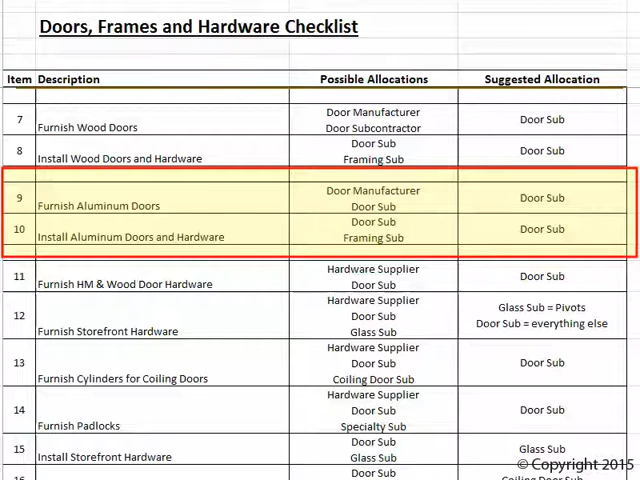 Doors, Frames and Hardware Checklist
Item Description Possible Allocations Suggested Allocation
7 Furnish Wood Doors Door Manufacturer Door Sub
Door Subcontractor
8 Install Wood Doors and Hardware Door Sub Door Sub
Framing Sub
9 Furnish Aluminum Doors Door Manufacturer Door Sub
Door Sub
10 Install Aluminum Doors and Hardware Door Sub Door Sub
Framing Sub
11 Furnish HM & Wood Door Hardware Hardware Supplier Door Sub
Door Sub
12 Furnish Storefront Hardware Hardware Supplier Glass Sub = Pivots
Door Sub Door Sub = everything else
Glass Sub
13 Furnish Cylinders for Coiling Doors Hardware Supplier Door Sub
Door Sub
Coiling Door Sub
14 Furnish Padlocks Hardware Supplier Door Sub
Door Sub
Specialty Sub
15 Install Storefront Hardware Door Sub Glass Sub
Glass Sub
© Copyright 2015
Door Sub